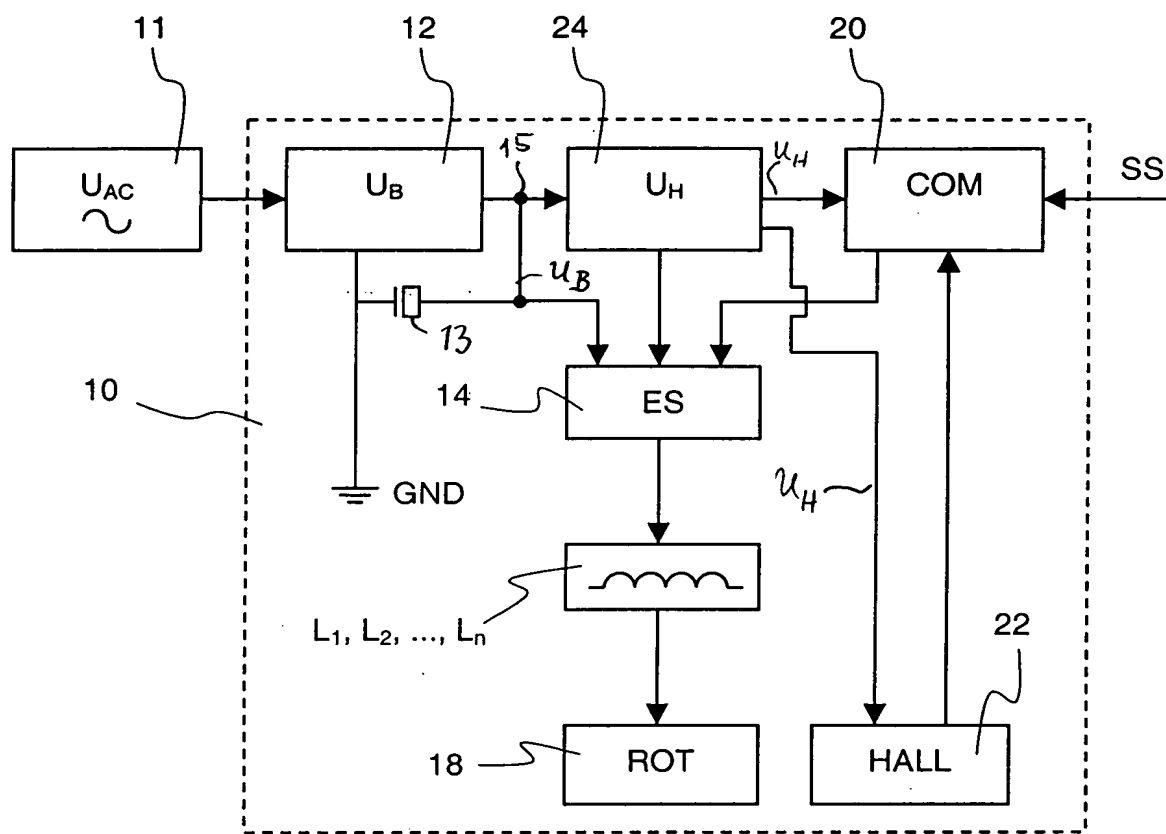 11
12
24
20
15
U_AC
U_B
U_H
u_H
COM
SS
u_B
13
10
14
ES
GND
u_H
L₁, L₂, ..., Lₙ
22
18
ROT
HALL